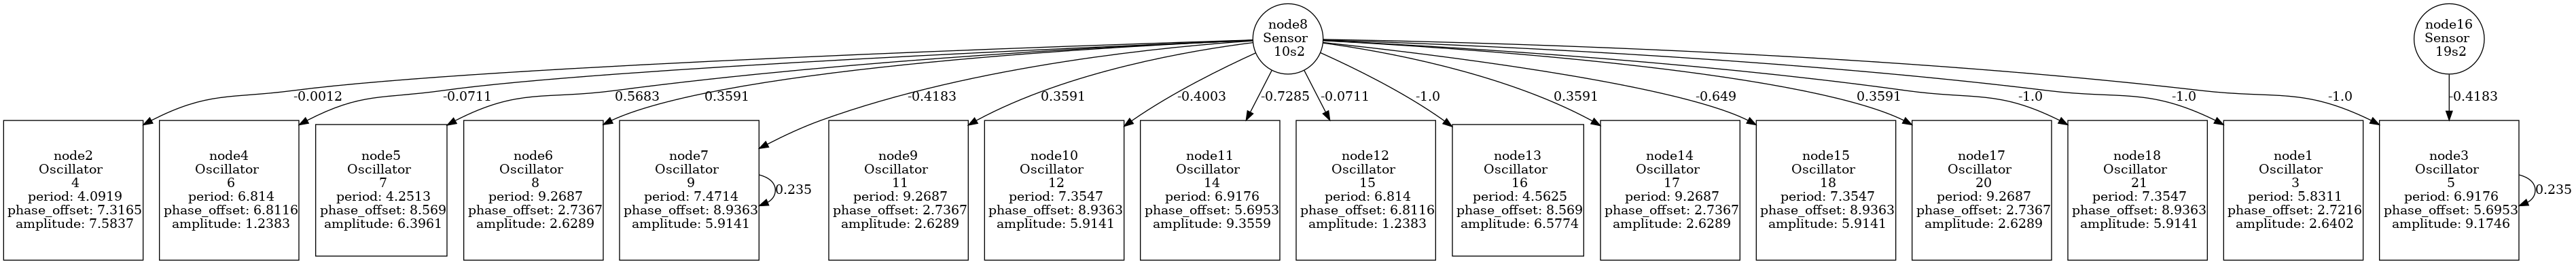 node8
Sensor
10s2
node16
Sensor
19s2
-0.0012
-0.0711
0.5683
0.3591
-0.4183
0.3591
-0.4003
-0.7285
-0.0711
-1.0
0.3591
-0.649
0.3591
-1.0
-1.0
-1.0
-0.4183
node2
Oscillator
4
period: 4.0919
phase_offset: 7.3165
amplitude: 7.5837
node4
Oscillator
6
period: 6.814
phase_offset: 6.8116
amplitude: 1.2383
node5
Oscillator
7
period: 4.2513
phase_offset: 8.569
amplitude: 6.3961
node6
Oscillator
8
period: 9.2687
phase_offset: 2.7367
amplitude: 2.6289
node7
Oscillator
9
period: 7.4714
phase_offset: 8.9363
amplitude: 5.9141
0.235
node9
Oscillator
11
period: 9.2687
phase_offset: 2.7367
amplitude: 2.6289
node10
Oscillator
12
period: 7.3547
phase_offset: 8.9363
amplitude: 5.9141
node11
Oscillator
14
period: 6.9176
phase_offset: 5.6953
amplitude: 9.3559
node12
Oscillator
15
period: 6.814
phase_offset: 6.8116
amplitude: 1.2383
node13
Oscillator
16
period: 4.5625
phase_offset: 8.569
amplitude: 6.5774
node14
Oscillator
17
period: 9.2687
phase_offset: 2.7367
amplitude: 2.6289
node15
Oscillator
18
period: 7.3547
phase_offset: 8.9363
amplitude: 5.9141
node17
Oscillator
20
period: 9.2687
phase_offset: 2.7367
amplitude: 2.6289
node18
Oscillator
21
period: 7.3547
phase_offset: 8.9363
amplitude: 5.9141
node1
Oscillator
3
period: 5.8311
phase_offset: 2.7216
amplitude: 2.6402
node3
Oscillator
5
period: 6.9176
phase_offset: 5.6953
amplitude: 9.1746
0.235